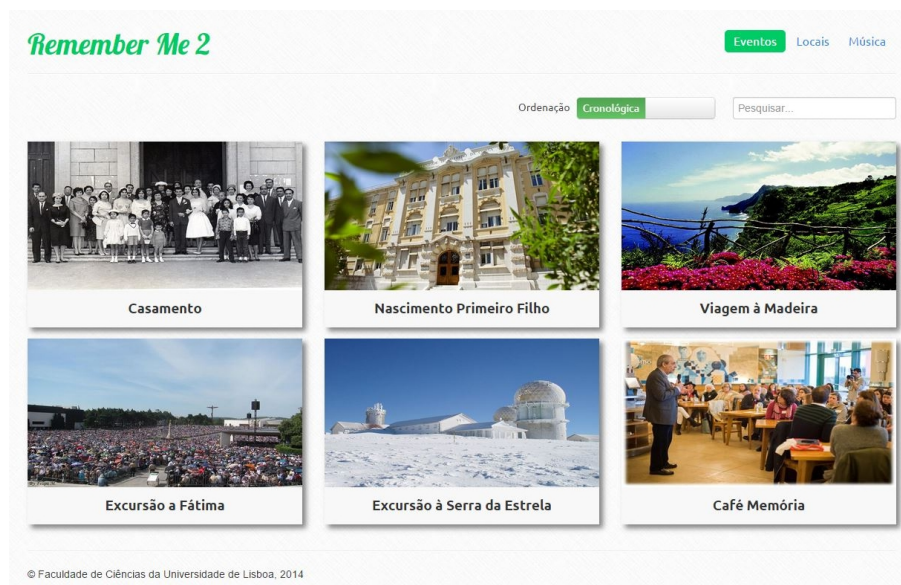 Remember Me 2
Eventos Locais Música
Ordenação Cronológica Pesquisar...
Casamento Nascimento Primeiro Filho Viagem à Madeira
Excursão a Fátima Excursão à Serra da Estrela Café Memória
© Faculdade de Ciências da Universidade de Lisboa, 2014